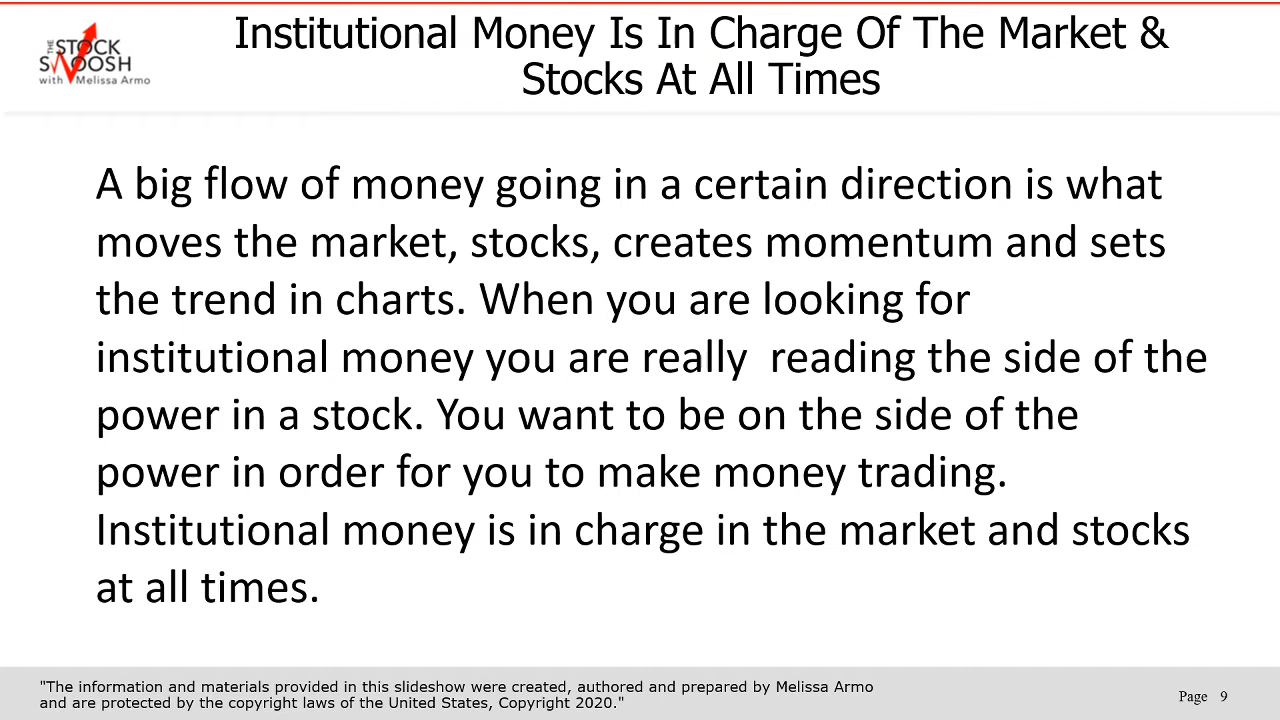 THE STOCK
SWOOSH
with Melissa Armo
Institutional Money Is In Charge Of The Market &
Stocks At All Times
A big flow of money going in a certain direction is what
moves the market, stocks, creates momentum and sets
the trend in charts. When you are looking for
institutional money you are really  reading the side of the
power in a stock. You want to be on the side of the
power in order for you to make money trading.
Institutional money is in charge in the market and stocks
at all times.
"The information and materials provided in this slideshow were created, authored and prepared by Melissa Armo
and are protected by the copyright laws of the United States, Copyright 2020."
Page 9